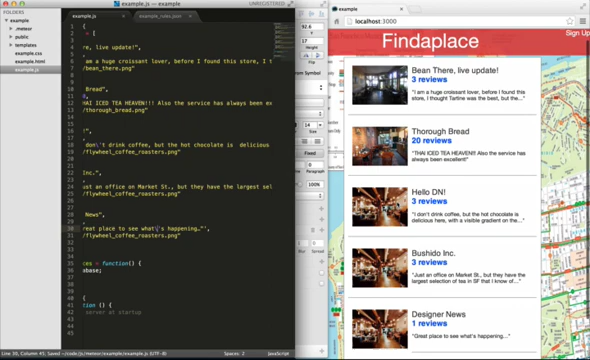 example.js — example
UNREGISTERED
FOLDERS
example
.meteor
public
templates
example.css
example.html
example.js
example.js
example_rules.json
re, live update!",
am a huge croissant lover, before I found this store, I t
/bean_there.png"
Bread",
HAI ICED TEA HEAVEN!!! Also the service has always been ex
/thorough_bread.png"
!",
don\'t drink coffee, but the hot chocolate is delicious
/flywheel_coffee_roasters.png"
Inc.",
ust an office on Market St., but they have the largest sel
/flywheel_coffee_roasters.png"
News",
reat place to see what\'s happening…"',
/flywheel_coffee_roasters.png"
ces = function() {
sbase;
tion () {
server at startup
Spaces: 2
JavaScript
Height
Flip
Size
Fixed
100%
example
localhost:3000
Findaplace
Sign Up
Bean There, live update!
3 reviews
"I am a huge croissant lover, before I found this store, I thought Tartine was the best, but the..."
Thorough Bread
20 reviews
"THAI ICED TEA HEAVEN!!! Also the service has always been excellent!"
Hello DN!
3 reviews
"I don't drink coffee, but the hot chocolate is delicious here, with a visible gradient on the..."
Bushido Inc.
3 reviews
"Just an office on Market St., but they have the largest selection of tea in SF that I know of..."
Designer News
1 reviews
"Great place to see what's happening..."